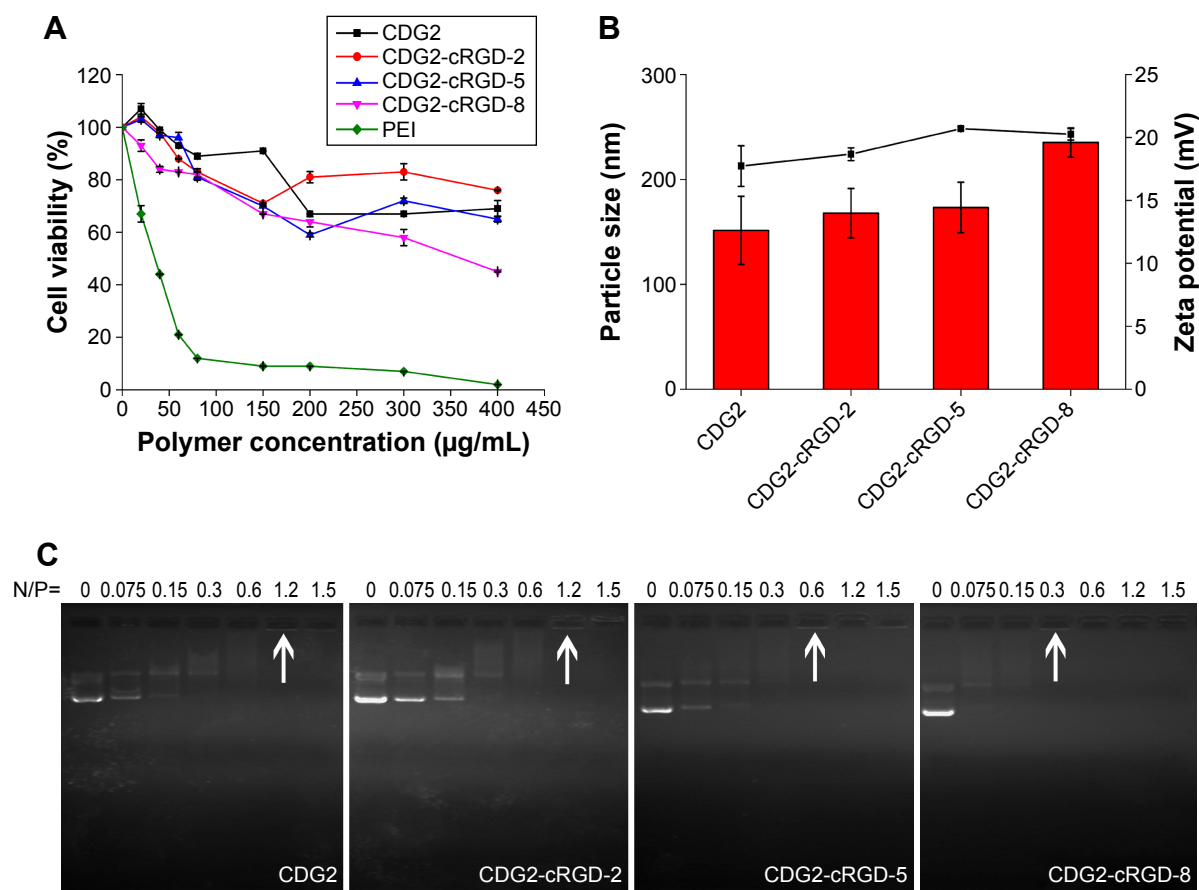 A
CDG2
CDG2-cRGD-2
CDG2-cRGD-5
CDG2-cRGD-8
PEI
120
100
80
60
40
20
0
Cell viability (%)
0 50 100 150 200 250 300 350 400 450
Polymer concentration (µg/mL)
B
300
200
100
0
Particle size (nm)
25
20
15
10
5
0
Zeta potential (mV)
CDG2
CDG2-cRGD-2
CDG2-cRGD-5
CDG2-cRGD-8
C
N/P= 0 0.075 0.15 0.3 0.6 1.2 1.5 0 0.075 0.15 0.3 0.6 1.2 1.5 0 0.075 0.15 0.3 0.6 1.2 1.5 0 0.075 0.15 0.3 0.6 1.2 1.5
CDG2 CDG2-cRGD-2 CDG2-cRGD-5 CDG2-cRGD-8